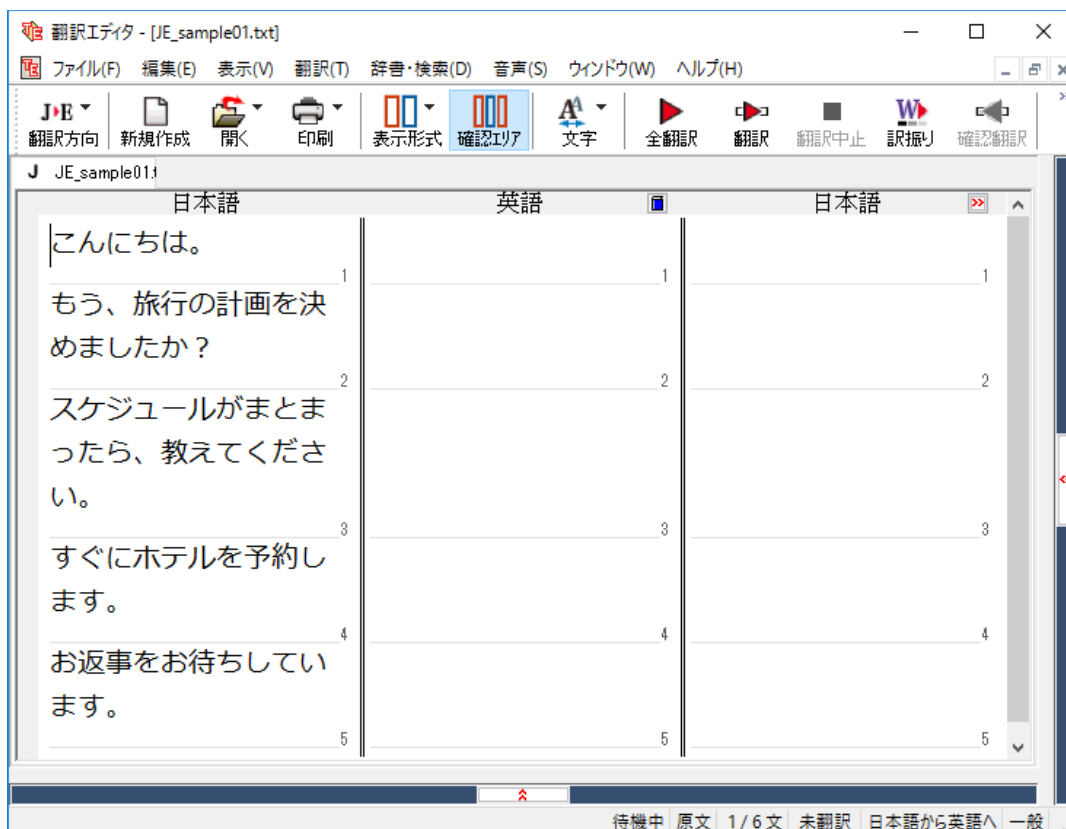 翻訳エディタ - [JE_sample01.txt]
ファイル(F) 編集(E) 表示(V) 翻訳(T) 辞書・検索(D) 音声(S) ウィンドウ(W) ヘルプ(H)
J▸E
翻訳方向 新規作成 開く 印刷 表示形式 確認エリア 文字 全翻訳 翻訳 翻訳中止 訳振り 確認翻訳
J JE_sample01.t
日本語 英語 日本語
こんにちは。
1 1 1
もう、旅行の計画を決
めましたか？
2 2 2
スケジュールがまとま
ったら、教えてくださ
い。
3 3 3
すぐにホテルを予約し
ます。
4 4 4
お返事をお待ちしてい
ます。
5 5 5
待機中 原文 1 / 6 文 未翻訳 日本語から英語へ 一般